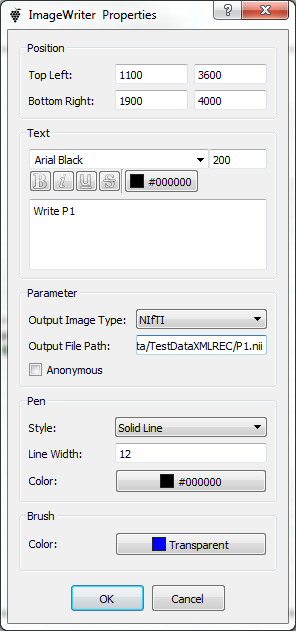 ImageWriter Properties
?
Position
Top Left: 1100 3600
Bottom Right: 1900 4000
Text
Arial Black 200
B i U S #000000
Write P1
Parameter
Output Image Type: NIfTI
Output File Path: ta/TestDataXMLREC/P1.nii
Anonymous
Pen
Style: Solid Line
Line Width: 12
Color: #000000
Brush
Color: Transparent
OK Cancel